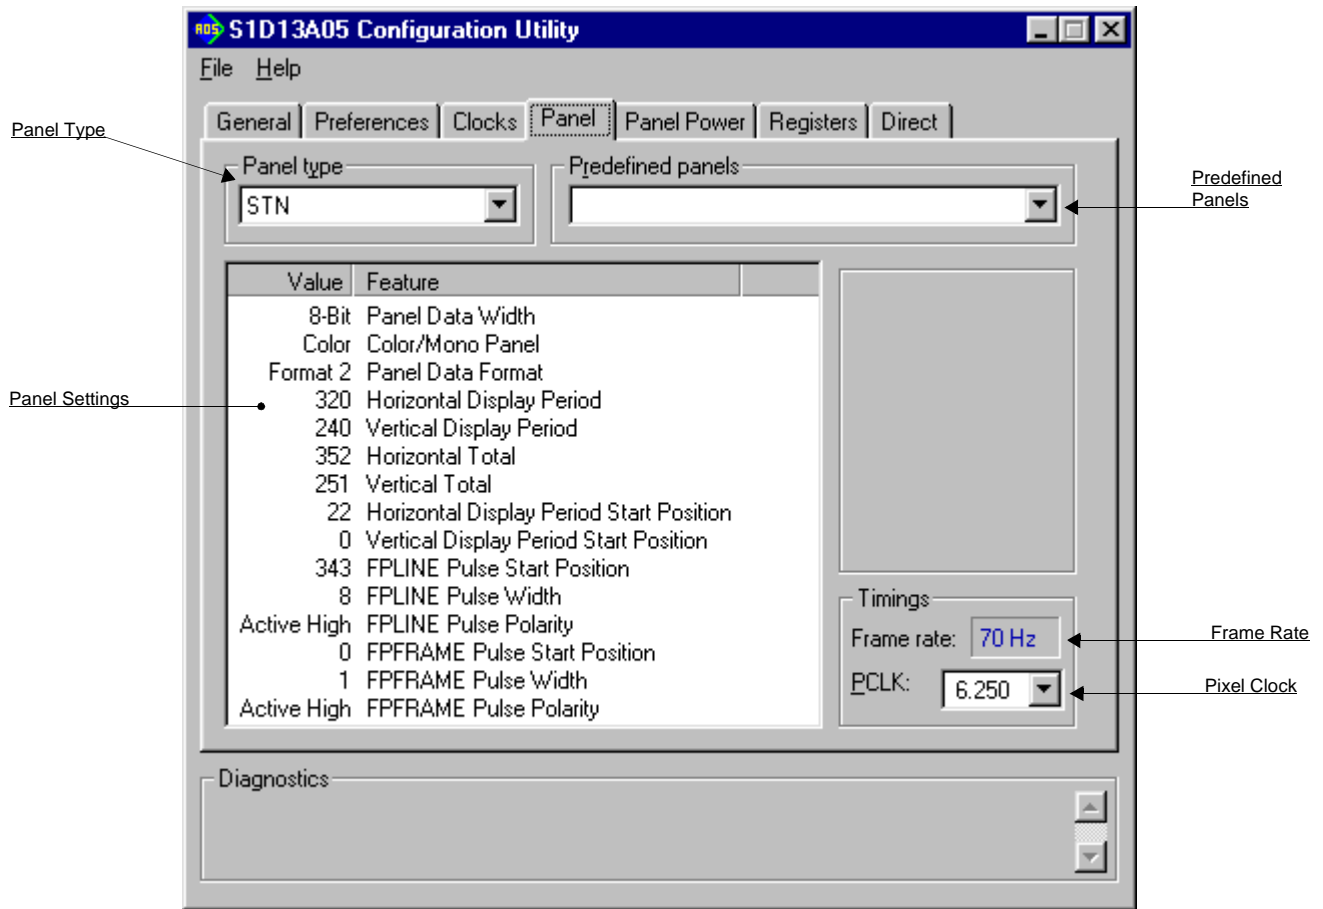 S1D13A05 Configuration Utility
File Help
General Preferences Clocks Panel Panel Power Registers Direct
Panel Type
Panel type
Predefined panels
STN
Predefined
Panels
Value Feature
8-Bit Panel Data Width
Color Color/Mono Panel
Format 2 Panel Data Format
Panel Settings
320 Horizontal Display Period
240 Vertical Display Period
352 Horizontal Total
251 Vertical Total
22 Horizontal Display Period Start Position
0 Vertical Display Period Start Position
343 FPLINE Pulse Start Position
8 FPLINE Pulse Width
Active High FPLINE Pulse Polarity
0 FPFRAME Pulse Start Position
1 FPFRAME Pulse Width
Active High FPFRAME Pulse Polarity
Timings
Frame rate: 70 Hz
Frame Rate
PCLK: 6.250
Pixel Clock
Diagnostics